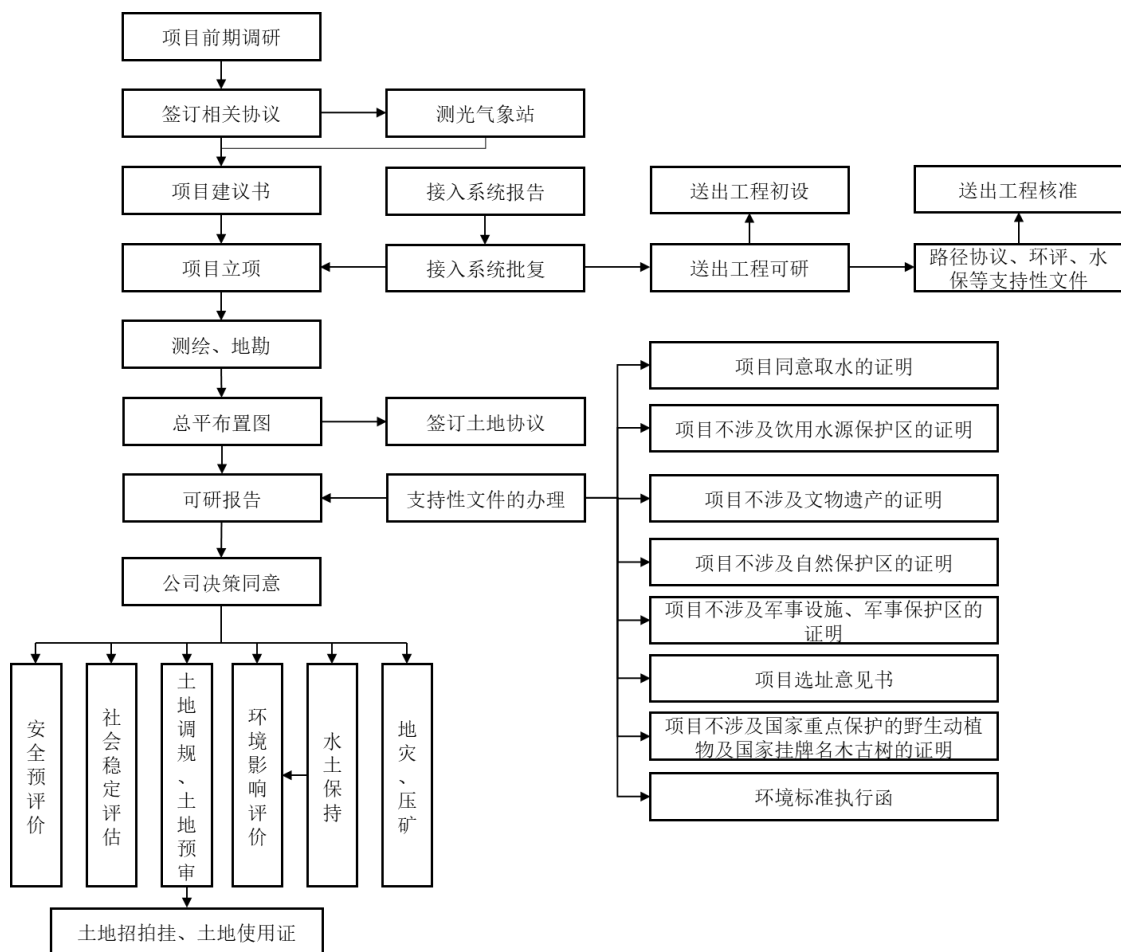 项目前期调研
签订相关协议
测光气象站
项目建议书
接入系统报告
送出工程初设
送出工程核准
项目立项
接入系统批复
送出工程可研
路径协议、环评、水
保等支持性文件
测绘、地勘
项目同意取水的证明
总平布置图
签订土地协议
项目不涉及饮用水源保护区的证明
可研报告
支持性文件的办理
项目不涉及文物遗产的证明
公司决策同意
项目不涉及自然保护区的证明
项目不涉及军事设施、军事保护区的
证明
项目选址意见书
项目不涉及国家重点保护的野生动植
物及国家挂牌名木古树的证明
环境标准执行函
安全预评价
社会稳定评估
土地调规、土地预审
环境影响评价
水土保持
地灾、压矿
土地招拍挂、土地使用证